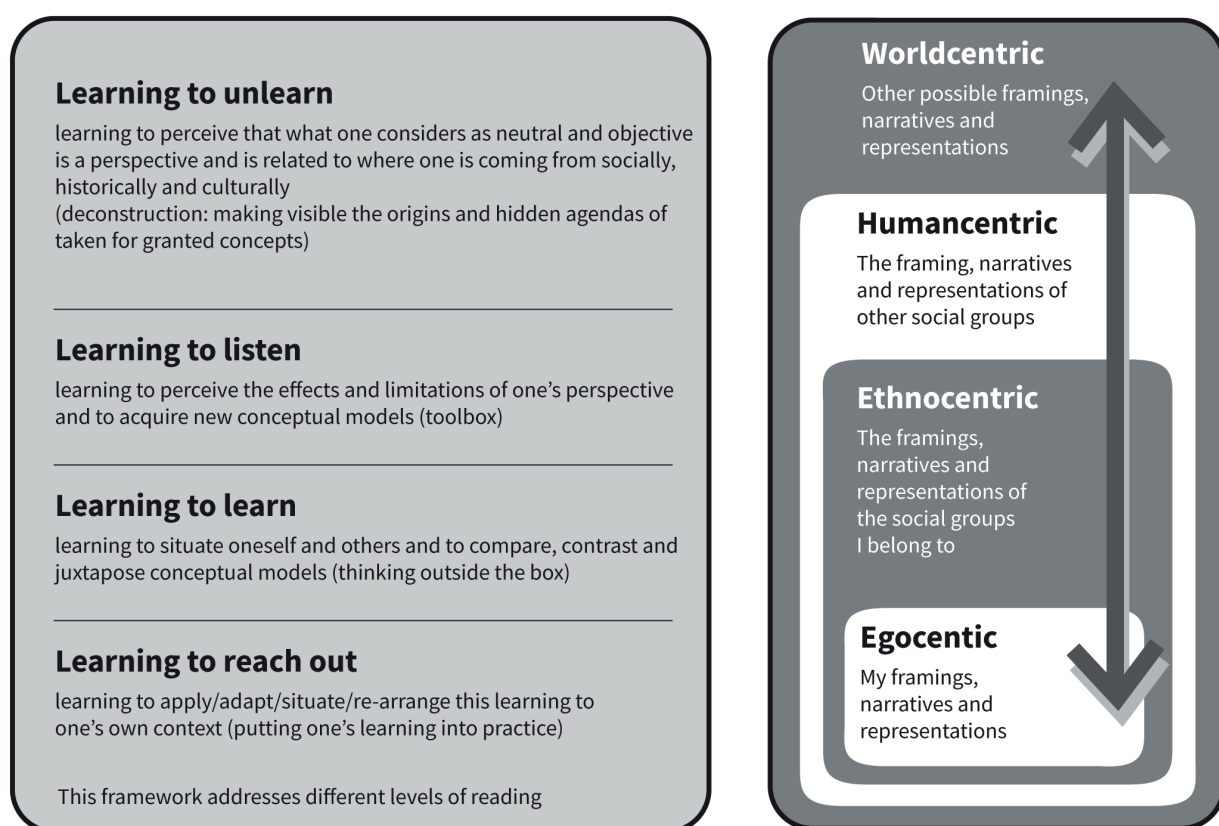 Learning to unlearn
learning to perceive that what one considers as neutral and objective
is a perspective and is related to where one is coming from socially,
historically and culturally
(deconstruction: making visible the origins and hidden agendas of
taken for granted concepts)
Learning to listen
learning to perceive the effects and limitations of one’s perspective
and to acquire new conceptual models (toolbox)
Learning to learn
learning to situate oneself and others and to compare, contrast and
juxtapose conceptual models (thinking outside the box)
Learning to reach out
learning to apply/adapt/situate/re-arrange this learning to
one’s own context (putting one’s learning into practice)
This framework addresses different levels of reading
Worldcentric
Other possible framings,
narratives and
representations
Humancentric
The framing, narratives
and representations of
other social groups
Ethnocentric
The framings,
narratives and
representations of
the social groups
I belong to
Egocentic
My framings,
narratives and
representations